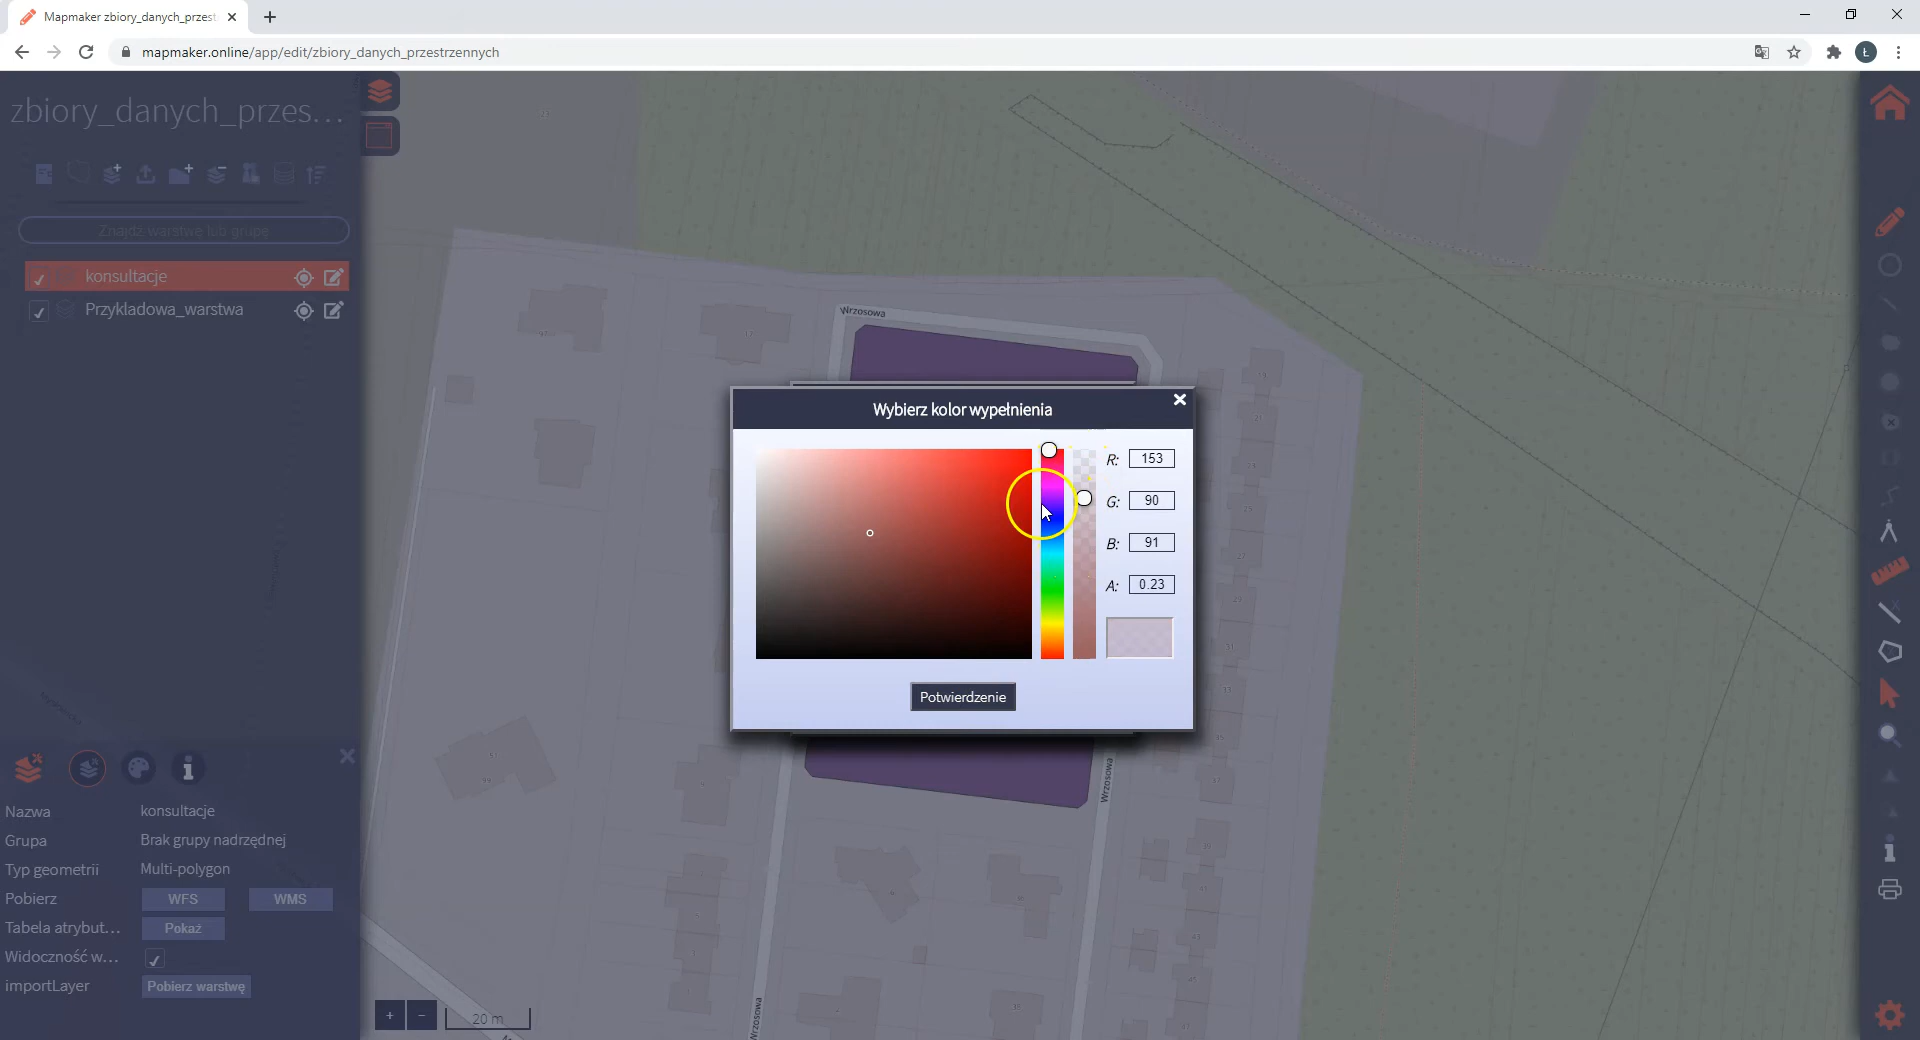 Mapmaker zbiory_danych_przest
mapmaker.online/app/edit/zbiory_danych_przestrzennych
Ł
zbiory_danych_przes...
Znajdź warstwę lub grupę
konsultacje
Przykladowa_warstwa
Wrzosowa
Wybierz kolor wypełnienia
R: 153
G: 90
B: 91
A: 0.23
Potwierdzenie
Nazwa konsultacje
Grupa Brak grupy nadrzędnej
Typ geometrii Multi-polygon
Pobierz WFS WMS
Tabela atrybut... Pokaż
Widoczność w...
importLayer Pobierz warstwę
+ − 20 m
Wrzosowa
Wrzosowa